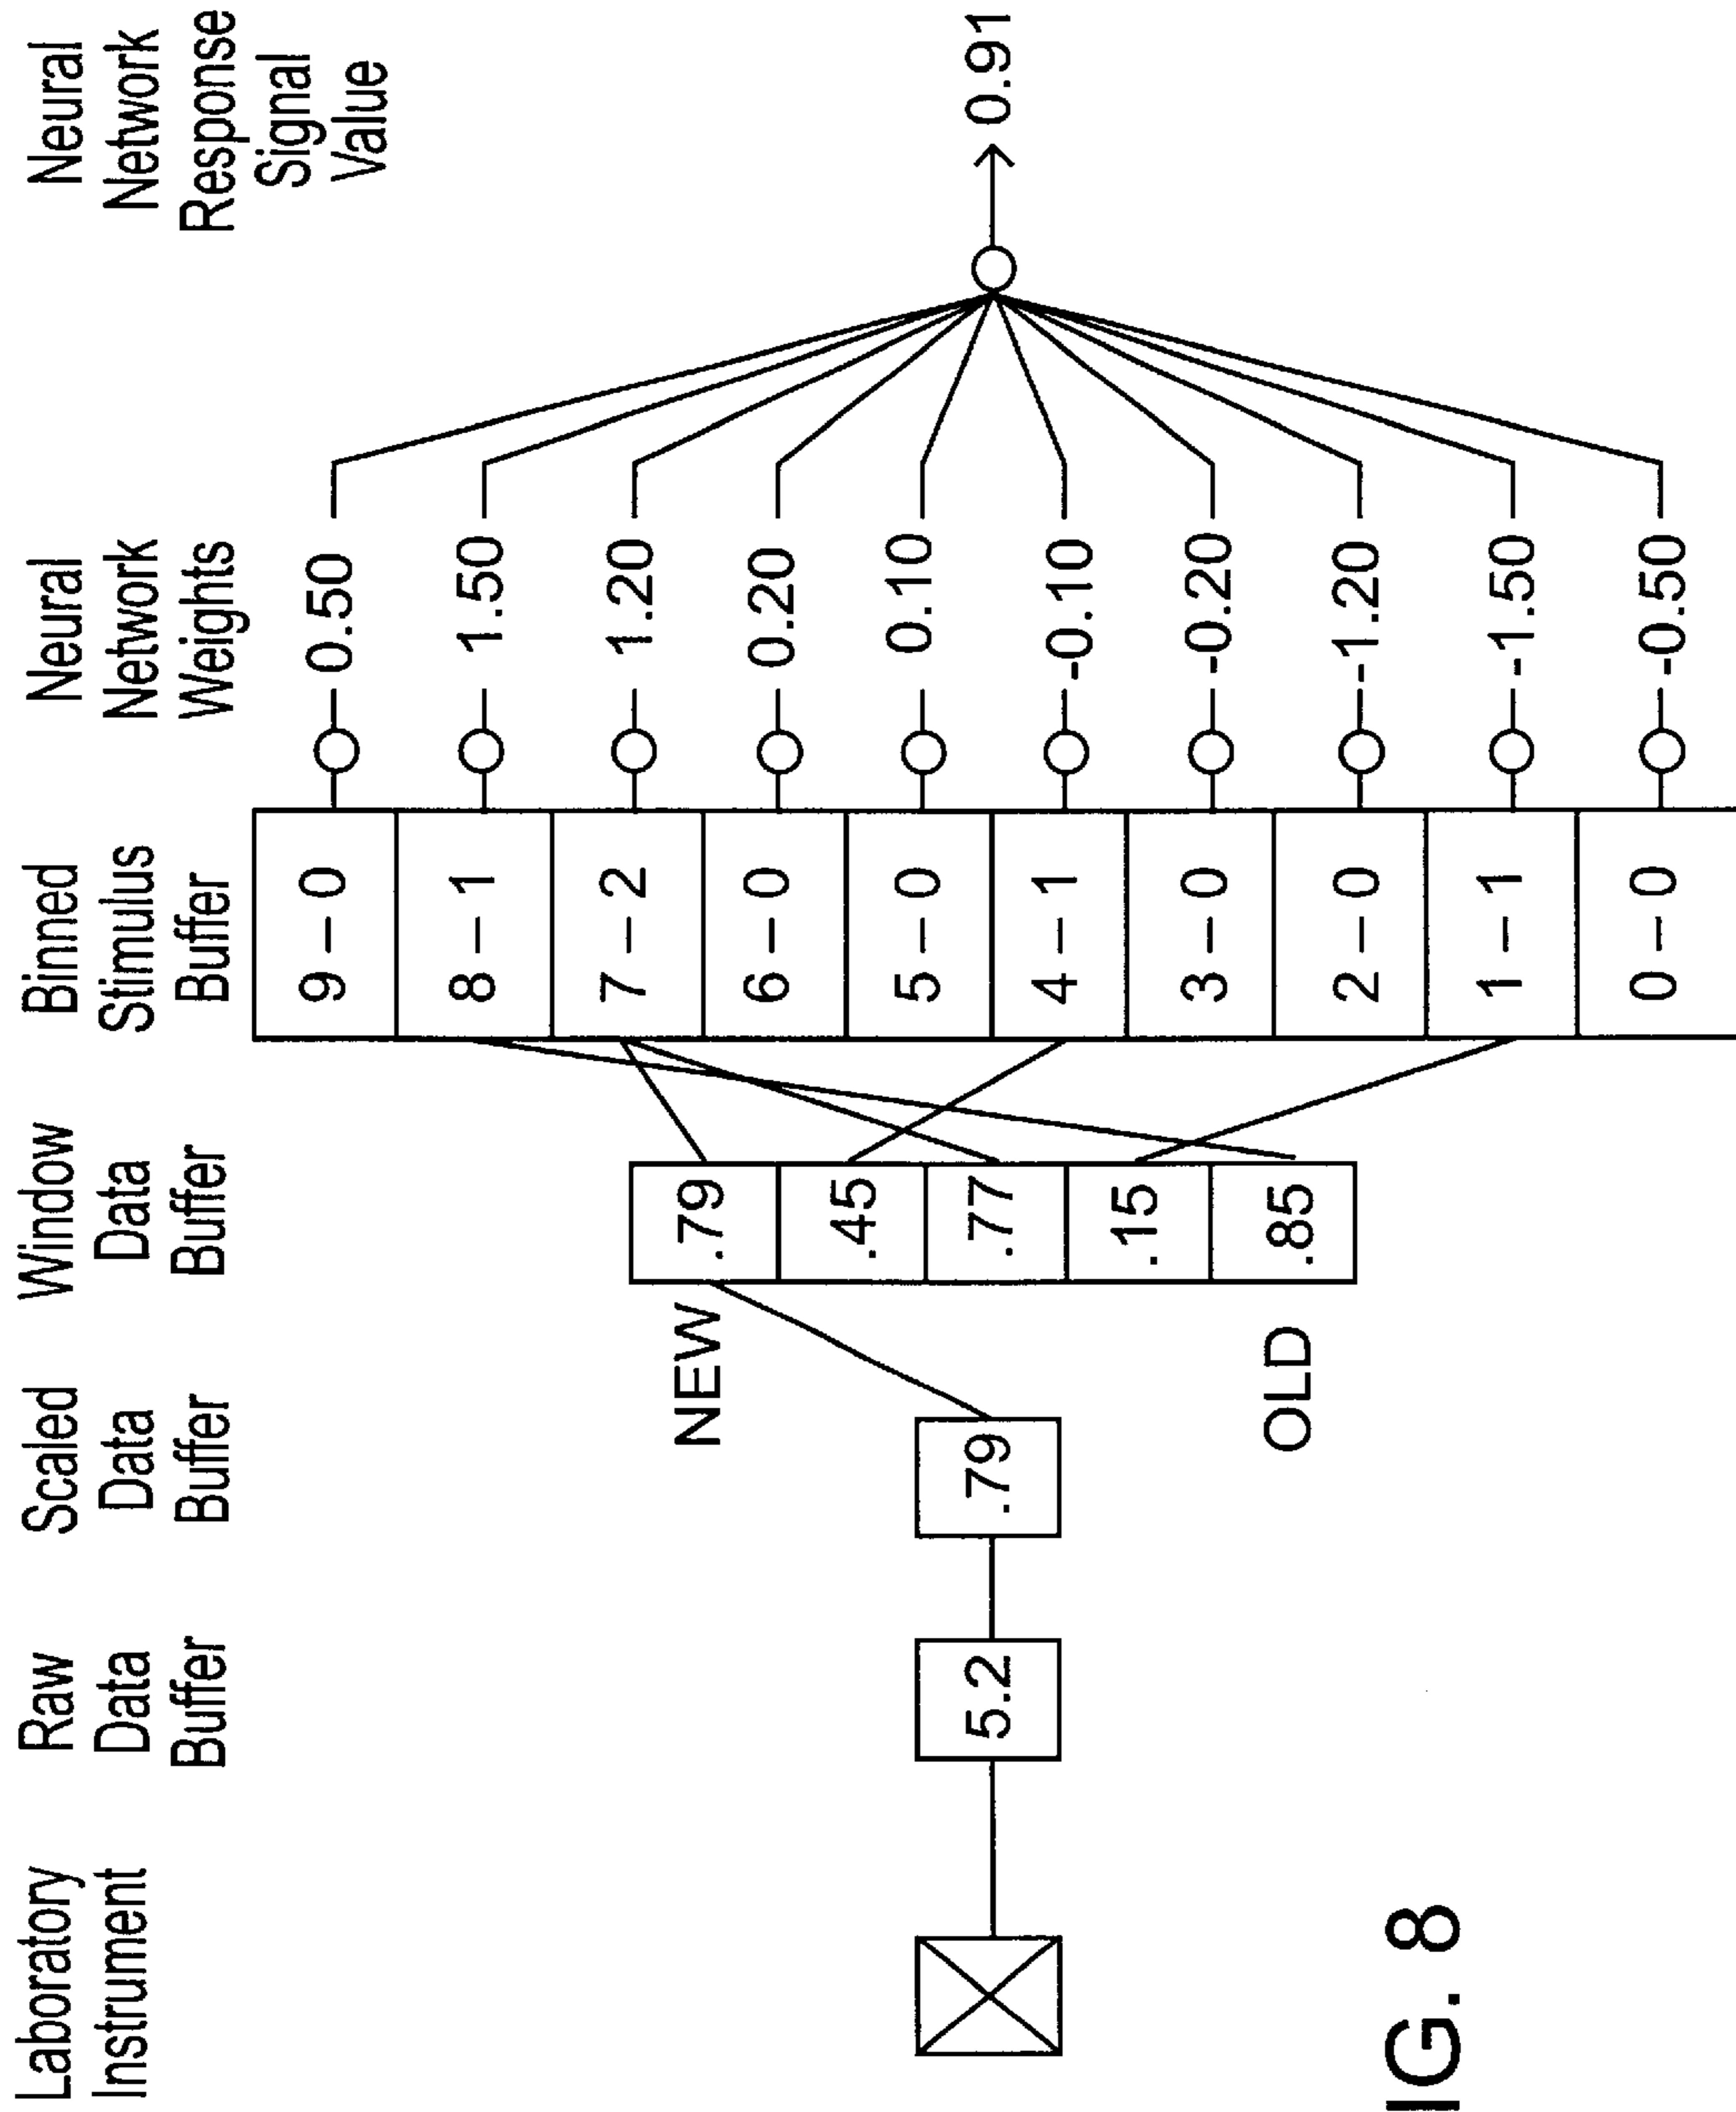 Laboratory
Instrument
Raw
Data
Buffer
Scaled
Data
Buffer
Window
Data
Buffer
Binned
Stimulus
Buffer
Neural
Network
Weights
Neural
Network
Response
Signal
Value
5.2
.79
NEW
OLD
.79
.45
.77
.15
.85
9 – 0
8 – 1
7 – 2
6 – 0
5 – 0
4 – 1
3 – 0
2 – 0
1 – 1
0 – 0
0.50
1.50
1.20
0.20
0.10
-0.10
-0.20
-1.20
-1.50
-0.50
0.91
IG. 8